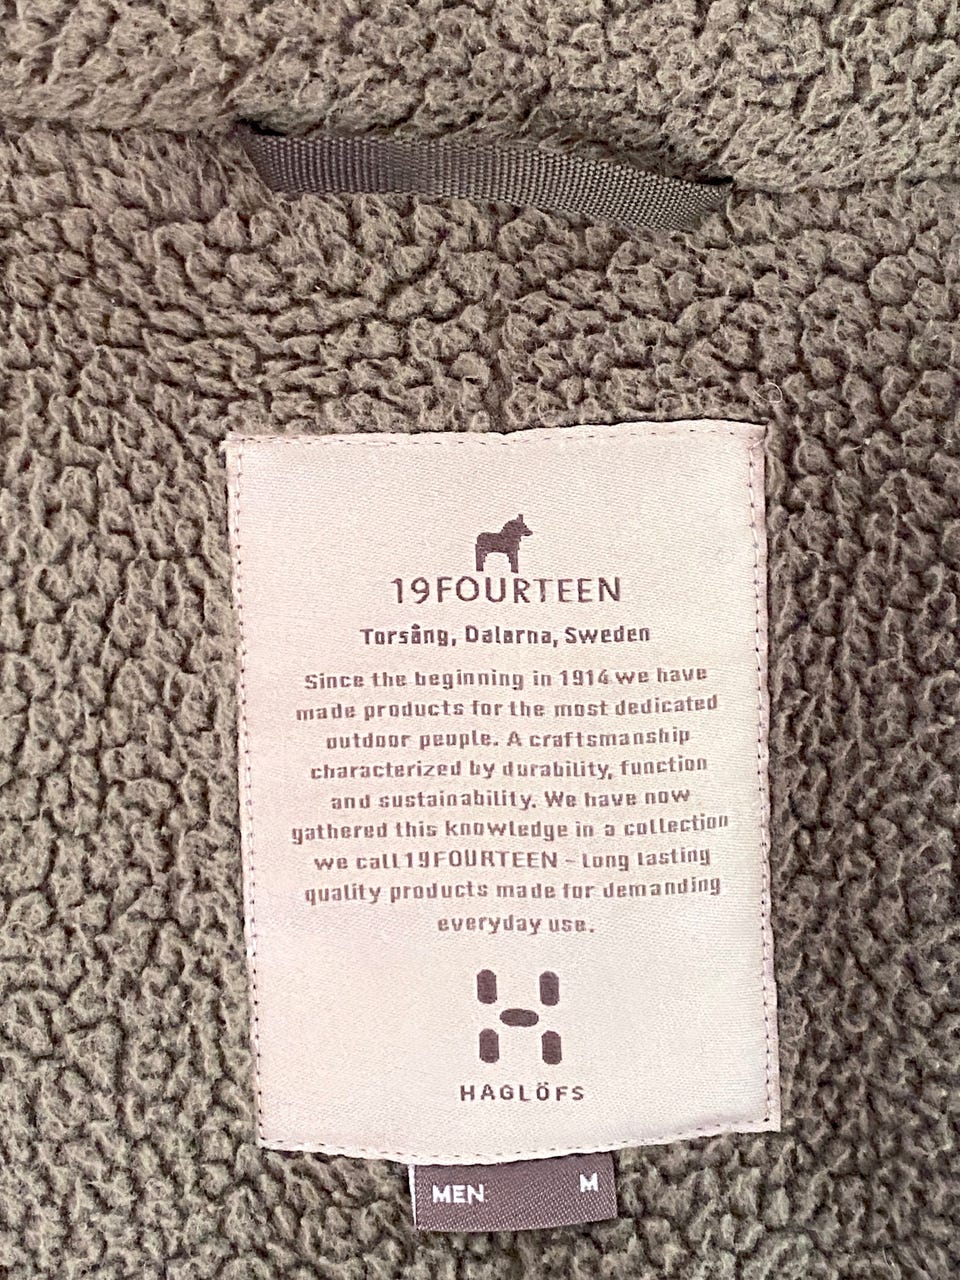 19FOURTEEN
Torsång, Dalarna, Sweden
Since the beginning in 1914 we have
made products for the most dedicated
outdoor people. A craftsmanship
characterized by durability, function
and sustainability. We have now
gathered this knowledge in a collection
we call 19FOURTEEN - long lasting
quality products made for demanding
everyday use.
HAGLÖFS
MEN M